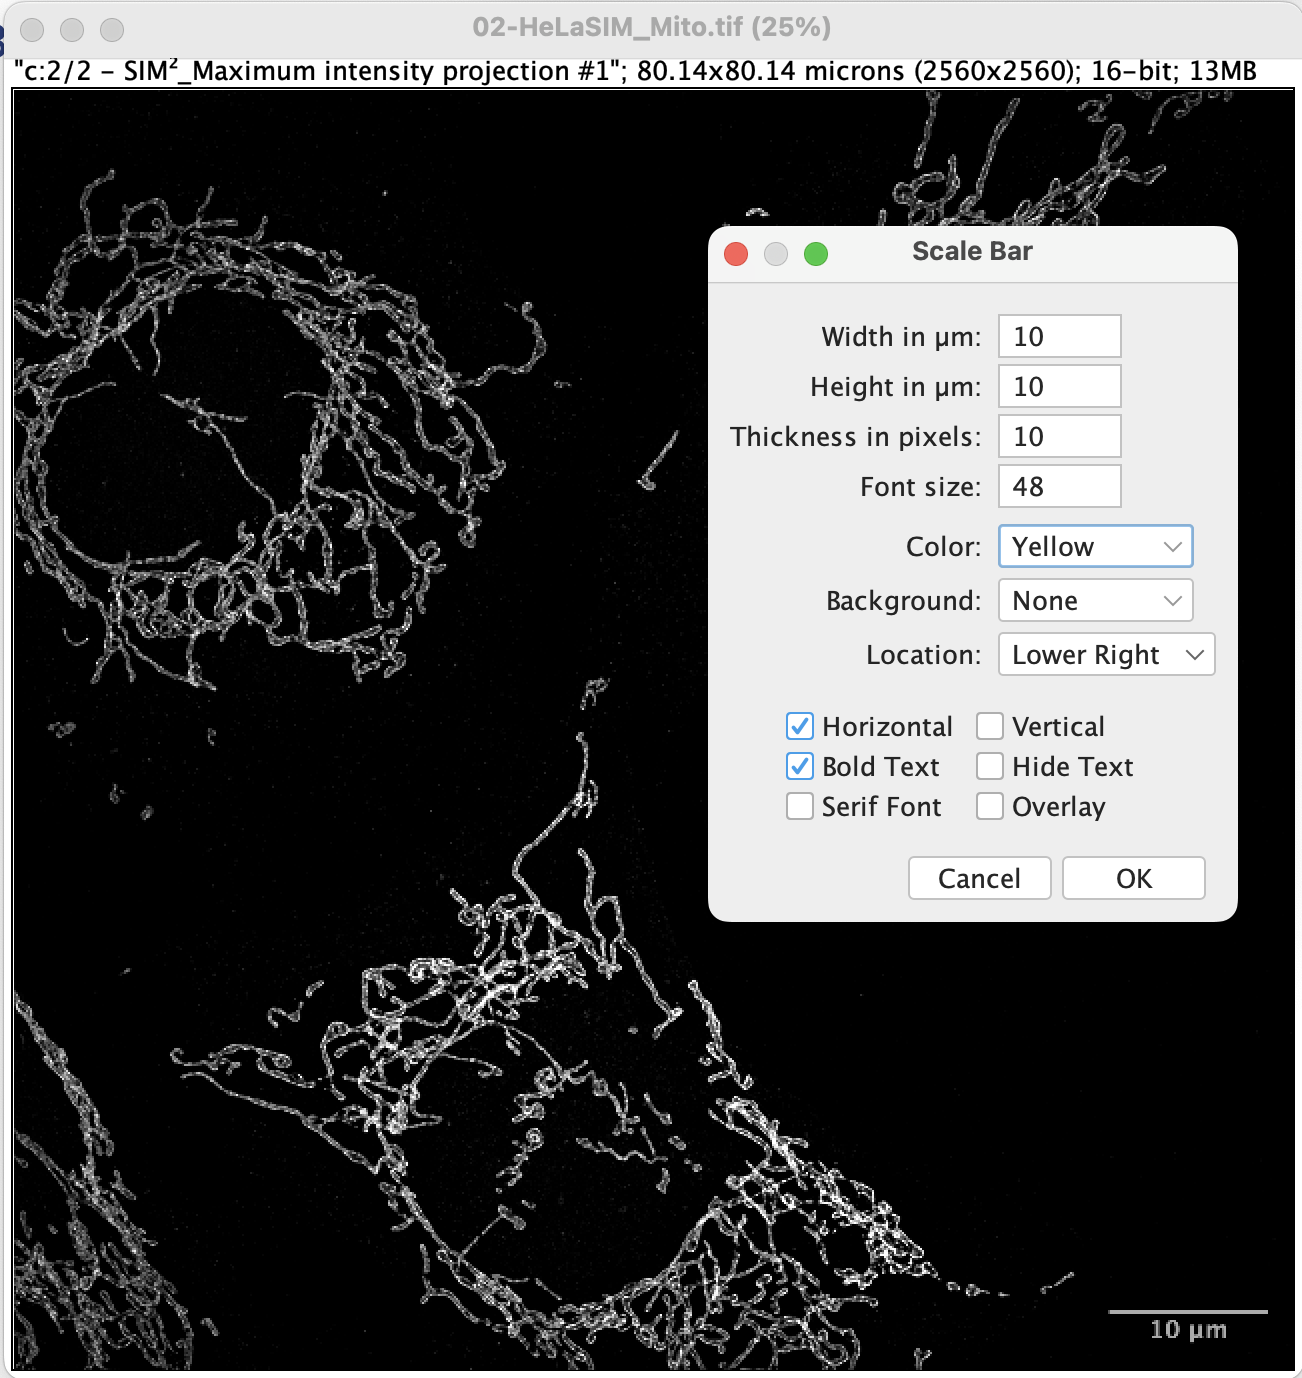 02-HeLaSIM_Mito.tif (25%)
"c:2/2 - SIM²_Maximum intensity projection #1"; 80.14x80.14 microns (2560x2560); 16-bit; 13MB
Scale Bar
Width in µm: 10
Height in µm: 10
Thickness in pixels: 10
Font size: 48
Color: Yellow
Background: None
Location: Lower Right
Horizontal Vertical
Bold Text Hide Text
Serif Font Overlay
Cancel OK
10 µm